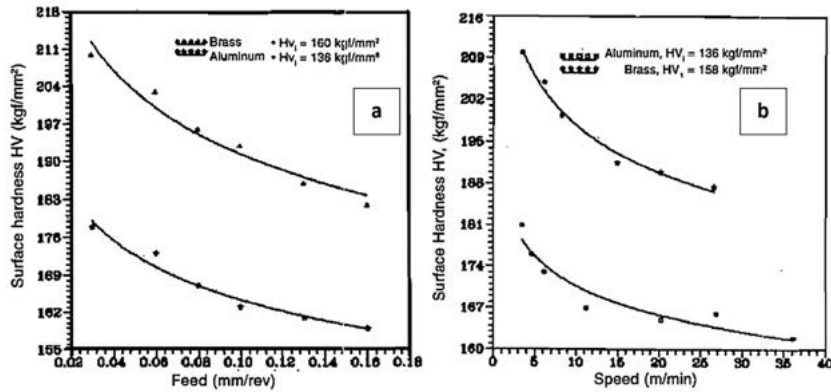 218
211
204
197
190
183
176
169
162
155
Surface hardness HV (kgf/mm²)
Brass • Hv₁ = 160 kgf/mm²
Aluminum • Hv₁ = 136 kgf/mm²
a
0.02 0.04 0.06 0.08 0.10 0.12 0.14 0.16 0.18
Feed (mm/rev)
216
209
202
195
188
181
174
167
160
Surface Hardness HV, (kgf/mm²)
Aluminum, HV₁ = 136 kgf/mm²
Brass, HV₁ = 158 kgf/mm²
b
0 5 10 15 20 25 30 35 40
Speed (m/min)